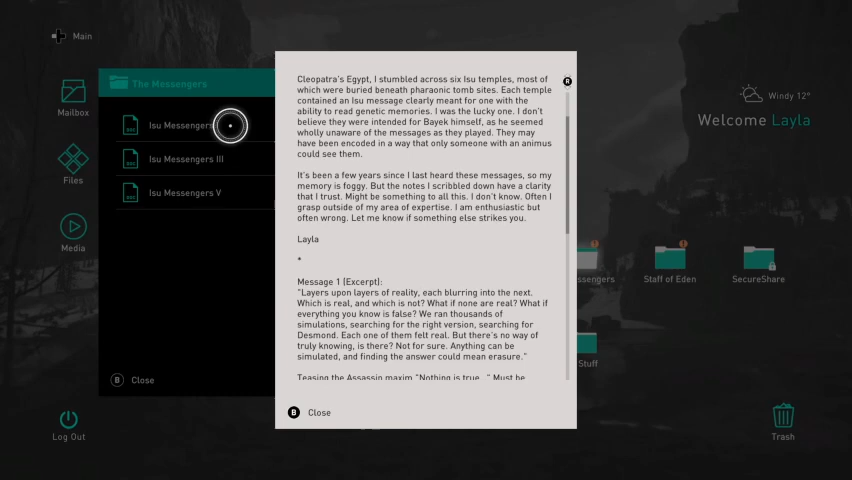 Main
The Messengers
Windy 12°
Welcome Layla
Mailbox
Files
Media
Log Out
Isu Messengers
Isu Messengers III
Isu Messengers V
B Close
R
Cleopatra's Egypt, I stumbled across six Isu temples, most
of which were buried beneath pharaonic tomb sites. Each temple
contained an Isu message clearly meant for one with the
ability to read genetic memories. I was the lucky one. I don't
believe they were intended for Bayek himself, as he seemed
wholly unaware of the messages as they played. They may
have been encoded in a way that only someone with an animus
could see them.
It's been a few years since I last heard these messages, so my
memory is foggy. But the notes I scribbled down have a clarity
that I trust. Might be something to all this. I don't know. Often I
grasp outside of my area of expertise. I am enthusiastic but
often wrong. Let me know if something else strikes you.
Layla
*
Message 1 (Excerpt):
"Layers upon layers of reality, each blurring into the next.
Which is real, and which is not? What if none are real? What if
everything you know is false? We ran thousands of
simulations, searching for the right version, searching for
Desmond. Each one of them felt real. But there's no way of
truly knowing, is there? Not for sure. Anything can be
simulated, and finding the answer could mean erasure."
Teasing the Assassin maxim "Nothing is true..." Must be
B Close
ssengers
Staff of Eden
SecureShare
Stuff
Trash